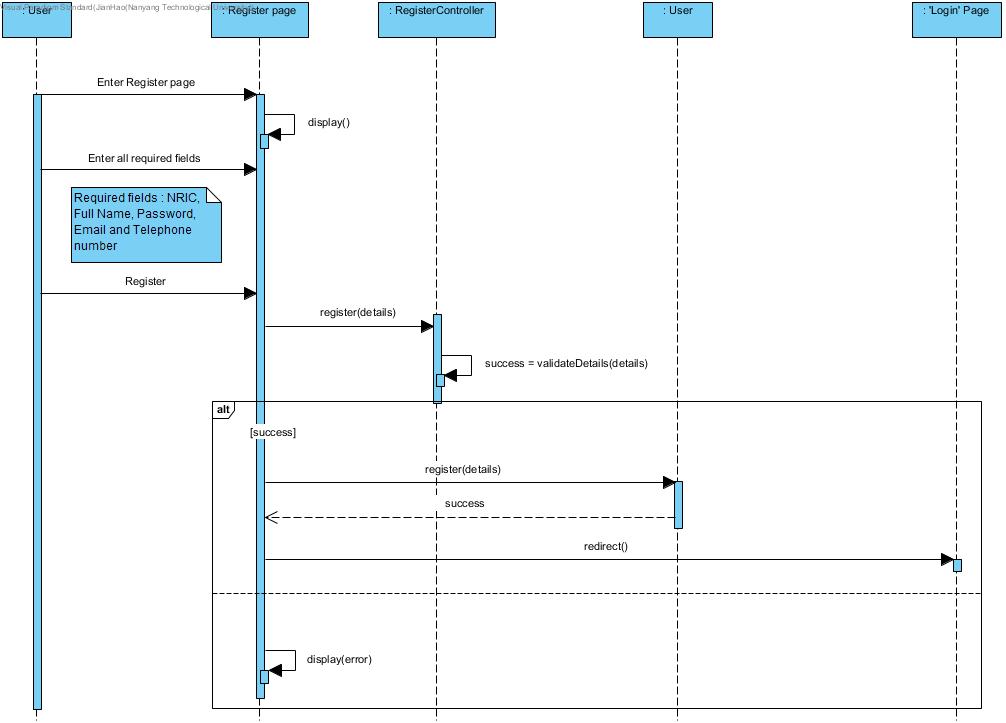 Visual Paradigm Standard(JianHao(Nanyang Technological University))
: User
: Register page
: RegisterController
: User
: 'Login' Page
Enter Register page
display()
Enter all required fields
Required fields : NRIC,
Full Name, Password,
Email and Telephone
number
Register
register(details)
success = validateDetails(details)
alt
[success]
register(details)
success
redirect()
display(error)